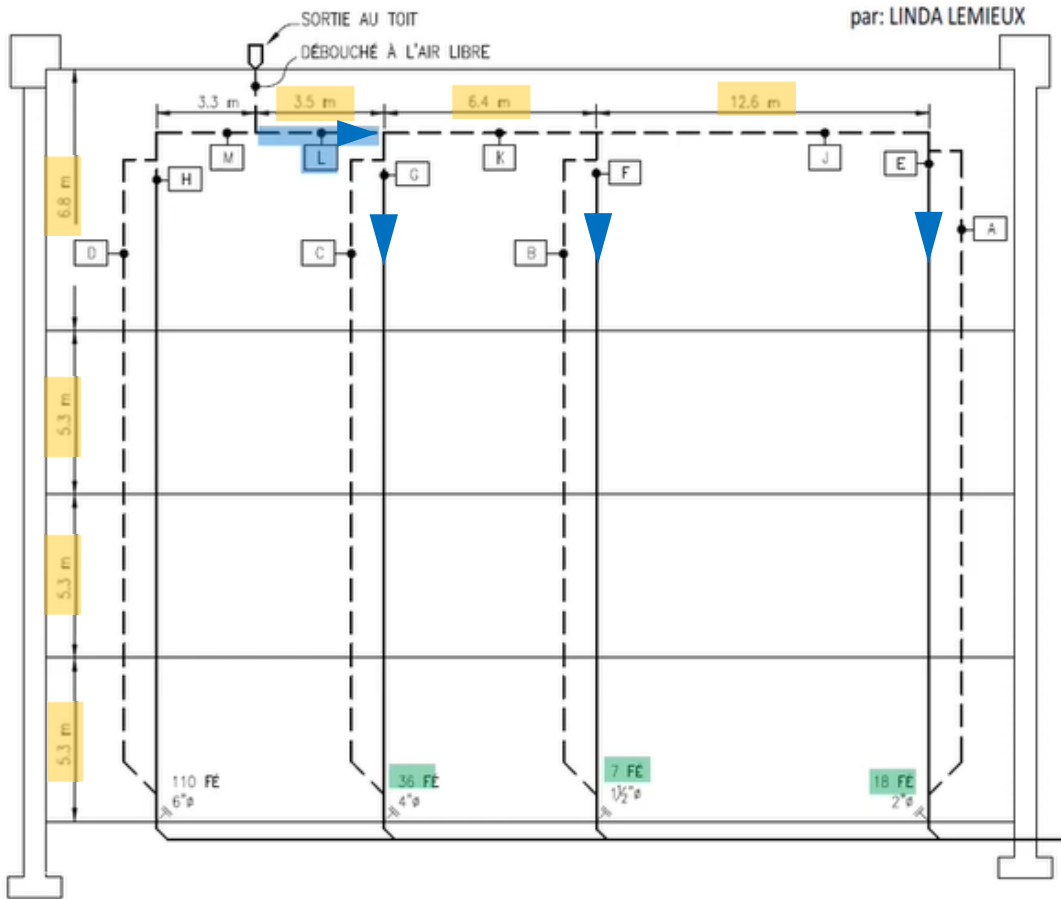 par: LINDA LEMIEUX
SORTIE AU TOIT
DÉBOUCHÉ À L'AIR LIBRE
3.3 m
3.5 m
6.4 m
12.6 m
M
L
K
J
H
G
F
E
6.8 m
D
C
B
A
5.3 m
5.3 m
5.3 m
110 FÉ
6"ø
36 FÉ
4"ø
7 FÉ
1½"ø
18 FÉ
2"ø